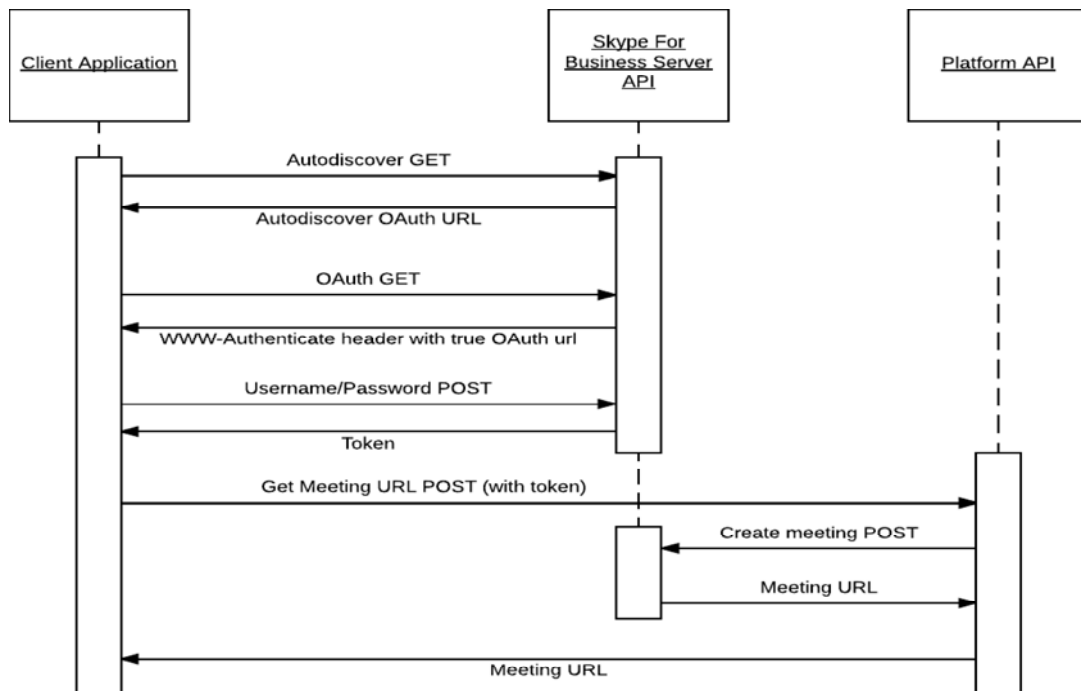 Client Application
Skype For
Business Server
API
Platform API
Autodiscover GET
Autodiscover OAuth URL
OAuth GET
WWW-Authenticate header with true OAuth url
Username/Password POST
Token
Get Meeting URL POST (with token)
Create meeting POST
Meeting URL
Meeting URL